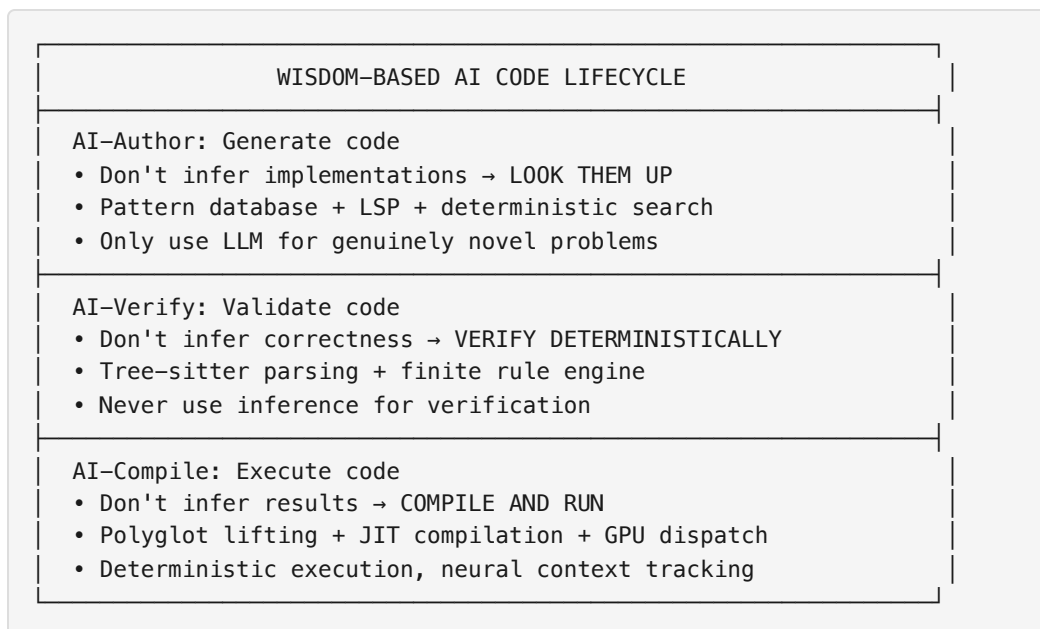 WISDOM-BASED AI CODE LIFECYCLE
AI-Author: Generate code
• Don't infer implementations → LOOK THEM UP
• Pattern database + LSP + deterministic search
• Only use LLM for genuinely novel problems
AI-Verify: Validate code
• Don't infer correctness → VERIFY DETERMINISTICALLY
• Tree-sitter parsing + finite rule engine
• Never use inference for verification
AI-Compile: Execute code
• Don't infer results → COMPILE AND RUN
• Polyglot lifting + JIT compilation + GPU dispatch
• Deterministic execution, neural context tracking